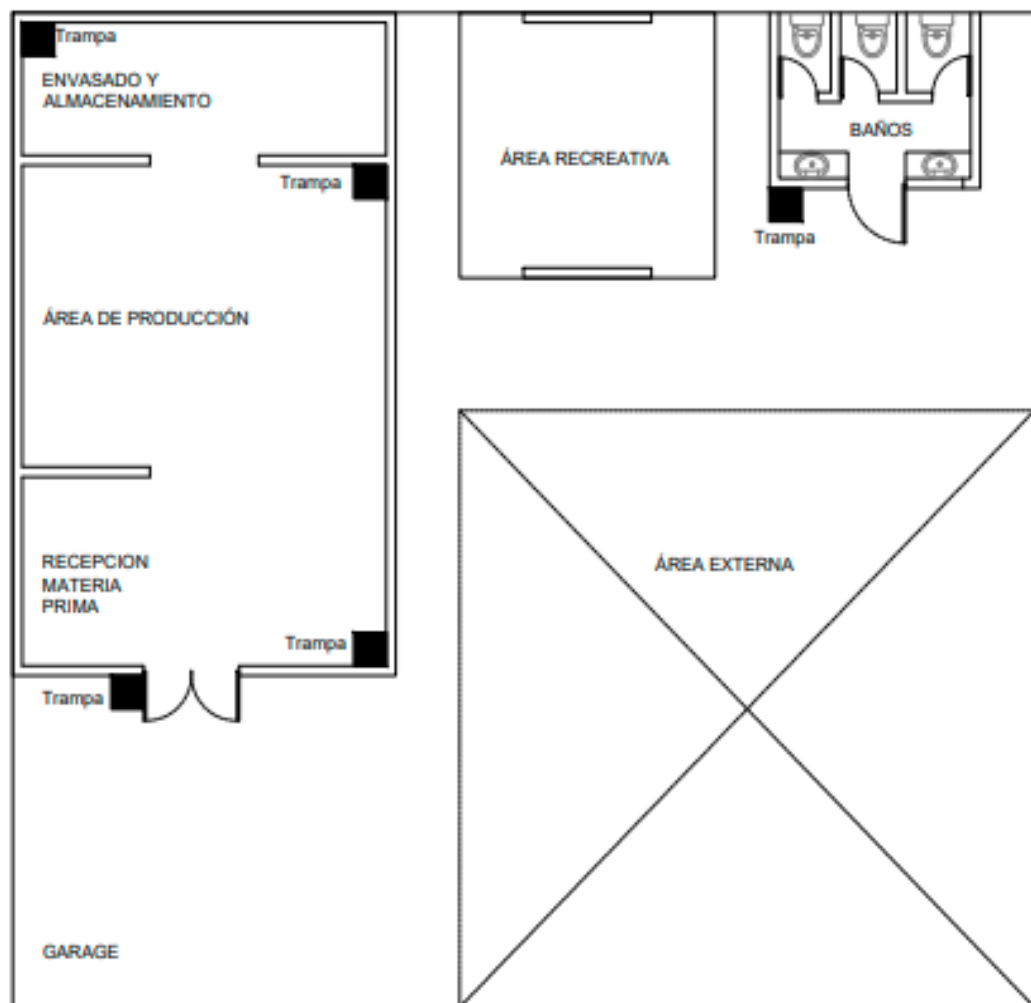 Trampa
ENVASADO Y
ALMACENAMIENTO
BAÑOS
ÁREA RECREATIVA
Trampa
Trampa
ÁREA DE PRODUCCIÓN
RECEPCION
MATERIA
PRIMA
ÁREA EXTERNA
Trampa
Trampa
GARAGE